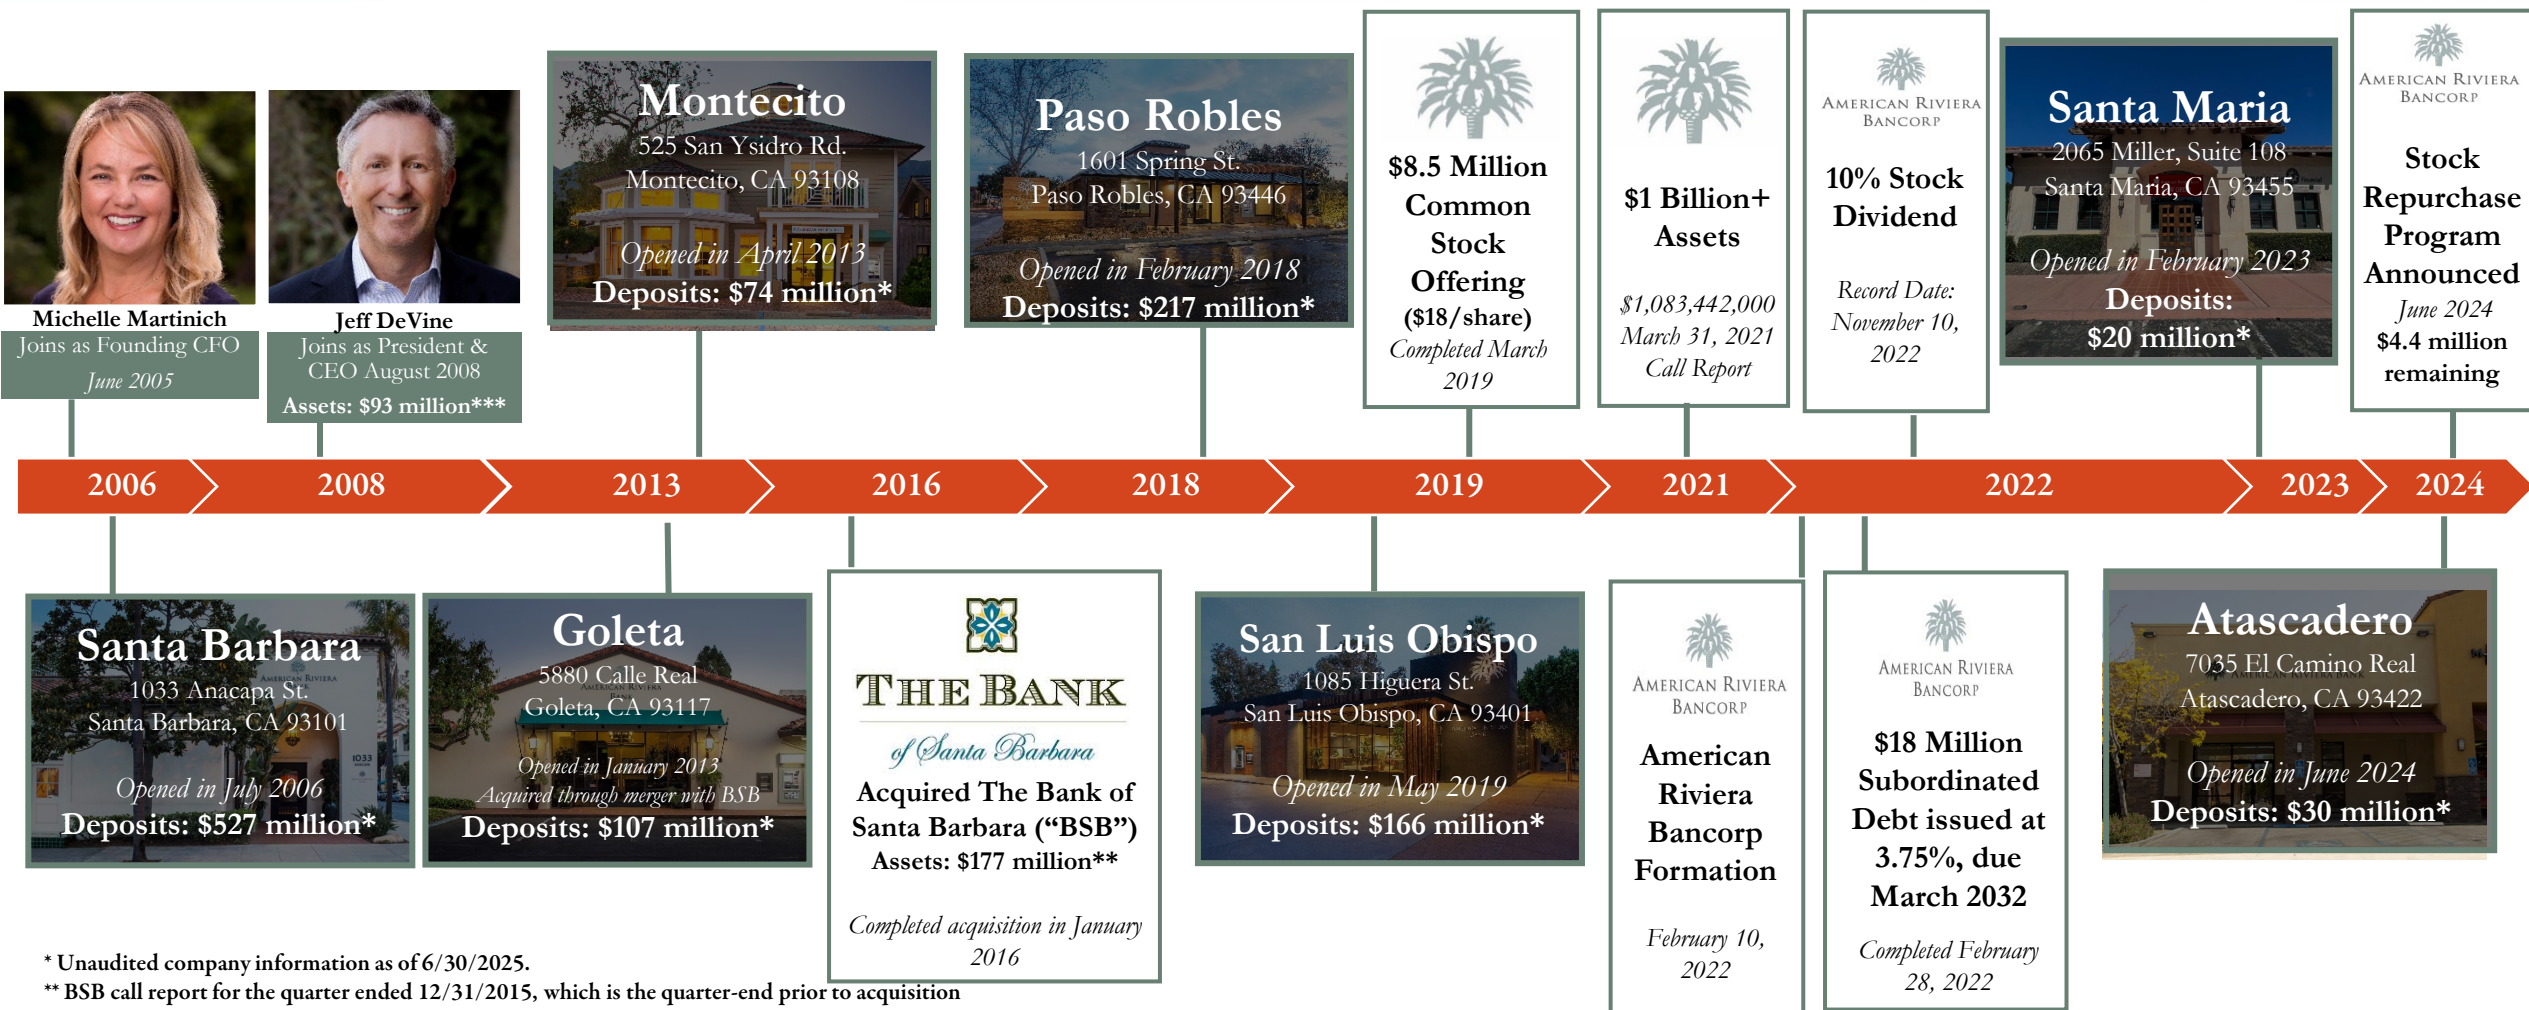 Michelle Martinich
Joins as Founding CFO
June 2005
Jeff DeVine
Joins as President &
CEO August 2008
Assets: $93 million***
Montecito
525 San Ysidro Rd.
Montecito, CA 93108
Opened in April 2013
Deposits: $74 million*
Paso Robles
1601 Spring St.
Paso Robles, CA 93446
Opened in February 2018
Deposits: $217 million*
$8.5 Million
Common
Stock
Offering
($18/share)
Completed March
2019
$1 Billion+
Assets
$1,083,442,000
March 31, 2021
Call Report
AMERICAN RIVIERA
BANCORP
10% Stock
Dividend
Record Date:
November 10,
2022
Santa Maria
2065 Miller, Suite 108
Santa Maria, CA 93455
Opened in February 2023
Deposits:
$20 million*
AMERICAN RIVIERA
BANCORP
Stock
Repurchase
Program
Announced
June 2024
$4.4 million
remaining
2006
2008
2013
2016
2018
2019
2021
2022
2023
2024
Santa Barbara
AMERICAN RIVIERA
1033 Anacapa St.
Santa Barbara, CA 93101
1033
Opened in July 2006
Deposits: $527 million*
Goleta
5880 Calle Real
AMERICAN RIVIERA
BANK
Goleta, CA 93117
Opened in January 2013
Acquired through merger with BSB
Deposits: $107 million*
THE BANK
of Santa Barbara
Acquired The Bank of
Santa Barbara (“BSB”)
Assets: $177 million**
Completed acquisition in January
2016
San Luis Obispo
1085 Higuera St.
San Luis Obispo, CA 93401
Opened in May 2019
Deposits: $166 million*
AMERICAN RIVIERA
BANCORP
American
Riviera
Bancorp
Formation
February 10,
2022
AMERICAN RIVIERA
BANCORP
$18 Million
Subordinated
Debt issued at
3.75%, due
March 2032
Completed February
28, 2022
Atascadero
7035 El Camino Real
AMERICAN RIVIERA BANK
Atascadero, CA 93422
Opened in June 2024
Deposits: $30 million*
* Unaudited company information as of 6/30/2025.
** BSB call report for the quarter ended 12/31/2015, which is the quarter-end prior to acquisition